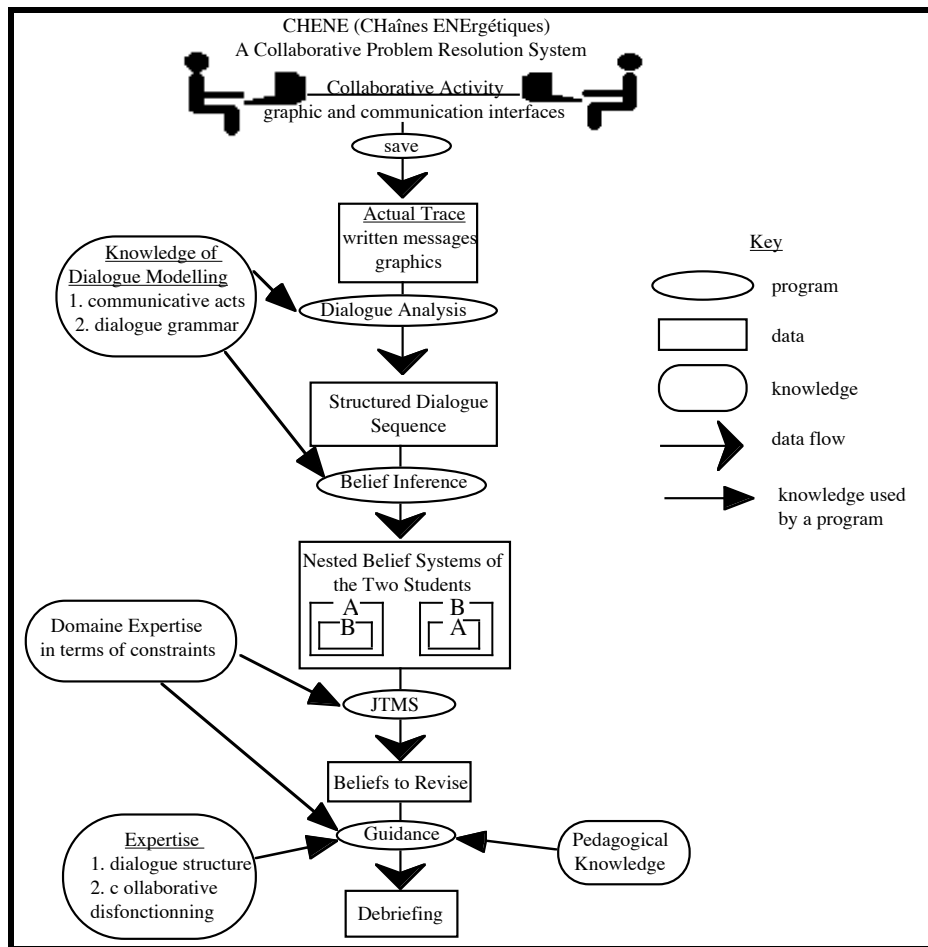 CHENE (CHaînes ENErgétiques)
A Collaborative Problem Resolution System
Collaborative Activity
graphic and communication interfaces
save
Actual Trace
written messages
graphics
Knowledge of
Dialogue Modelling
1. communicative acts
2. dialogue grammar
Dialogue Analysis
Structured Dialogue
Sequence
Belief Inference
Nested Belief Systems of
the Two Students
A
B
B
A
Domaine Expertise
in terms of constraints
JTMS
Beliefs to Revise
Expertise
1. dialogue structure
2. c ollaborative
disfonctionning
Guidance
Pedagogical
Knowledge
Debriefing
Key
program
data
knowledge
data flow
knowledge used
by a program